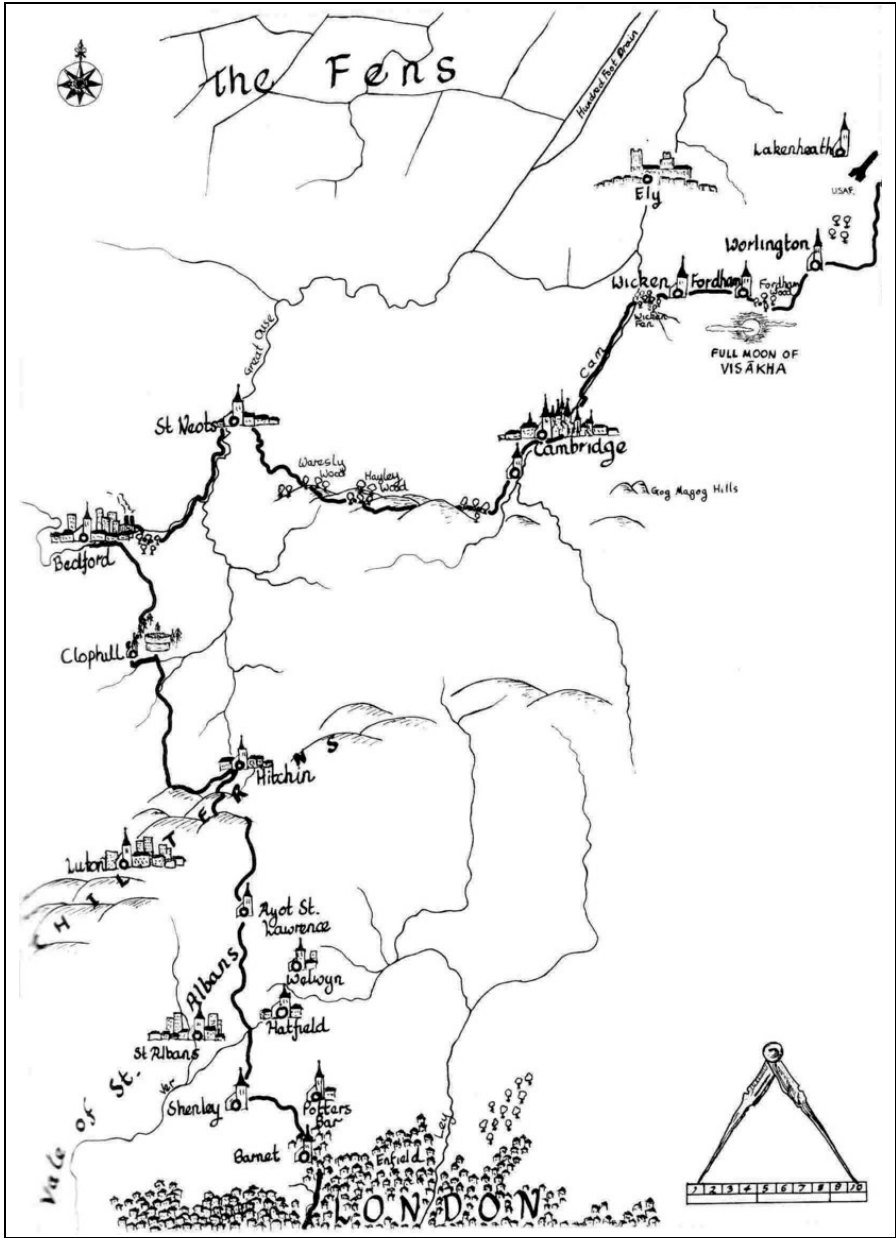 The Fens
Hundred Foot Drain
Lakenheath
USAF.
Ely
Worlington
Wicken
Fordham
Fordham
Wood
Wicken
Fen
FULL MOON OF
VISĀKHA
Great Ouse
Cam
St Neots
Cambridge
Waresly
Wood
Hayley
Wood
Gog Magog Hills
Bedford
Clophill
Hitchin
CHILTERNS
Luton
Ayot St.
Lawrence
Welwyn
Hatfield
Vale of St. Albans
St Albans
Ver
Shenley
Potters
Bar
Barnet
Enfield
Ley
LONDON
1 2 3 4 5 6 7 8 9 10